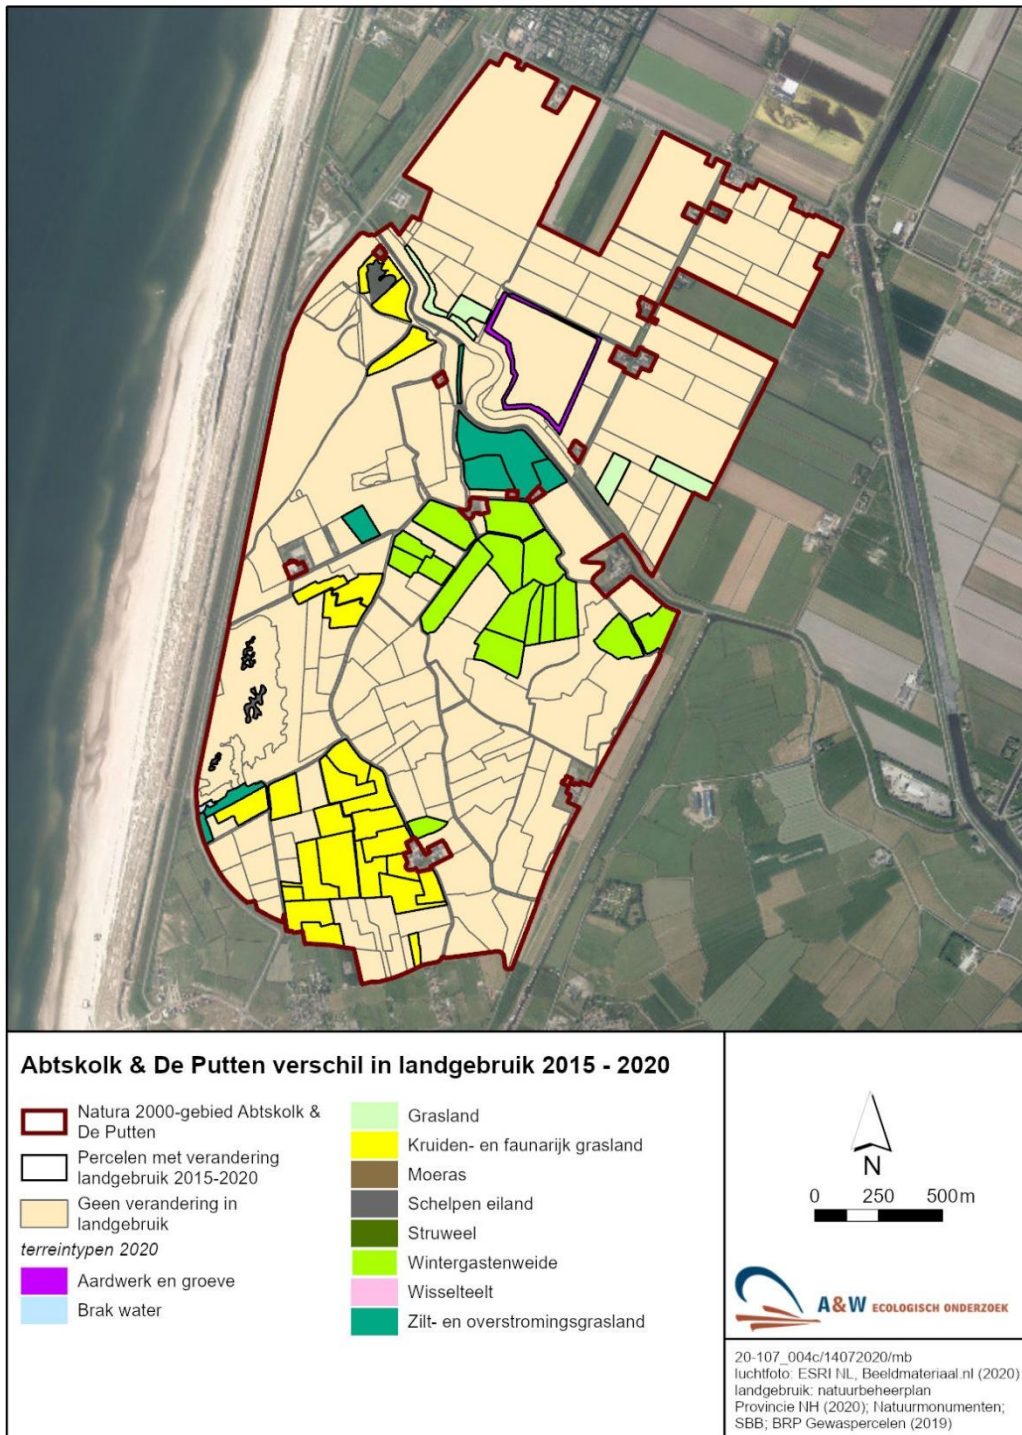 Abtskolk & De Putten verschil in landgebruik 2015 - 2020
Natura 2000-gebied Abtskolk &
De Putten
Percelen met verandering
landgebruik 2015-2020
Geen verandering in
landgebruik
terreintypen 2020
Aardwerk en groeve
Brak water
Grasland
Kruiden- en faunarijk grasland
Moeras
Schelpen eiland
Struweel
Wintergastenweide
Wisselteelt
Zilt- en overstromingsgrasland
N
0 250 500m
A&W ECOLOGISCH ONDERZOEK
20-107_004c/14072020/mb
luchtfoto: ESRI NL, Beeldmateriaal.nl (2020)
landgebruik: natuurbeheerplan
Provincie NH (2020); Natuurmonumenten;
SBB; BRP Gewaspercelen (2019)